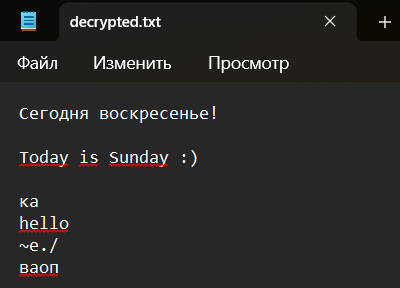 decrypted.txt
Файл Изменить Просмотр
Сегодня воскресенье!
Today is Sunday :)
ка
hello
~е./
ваоп